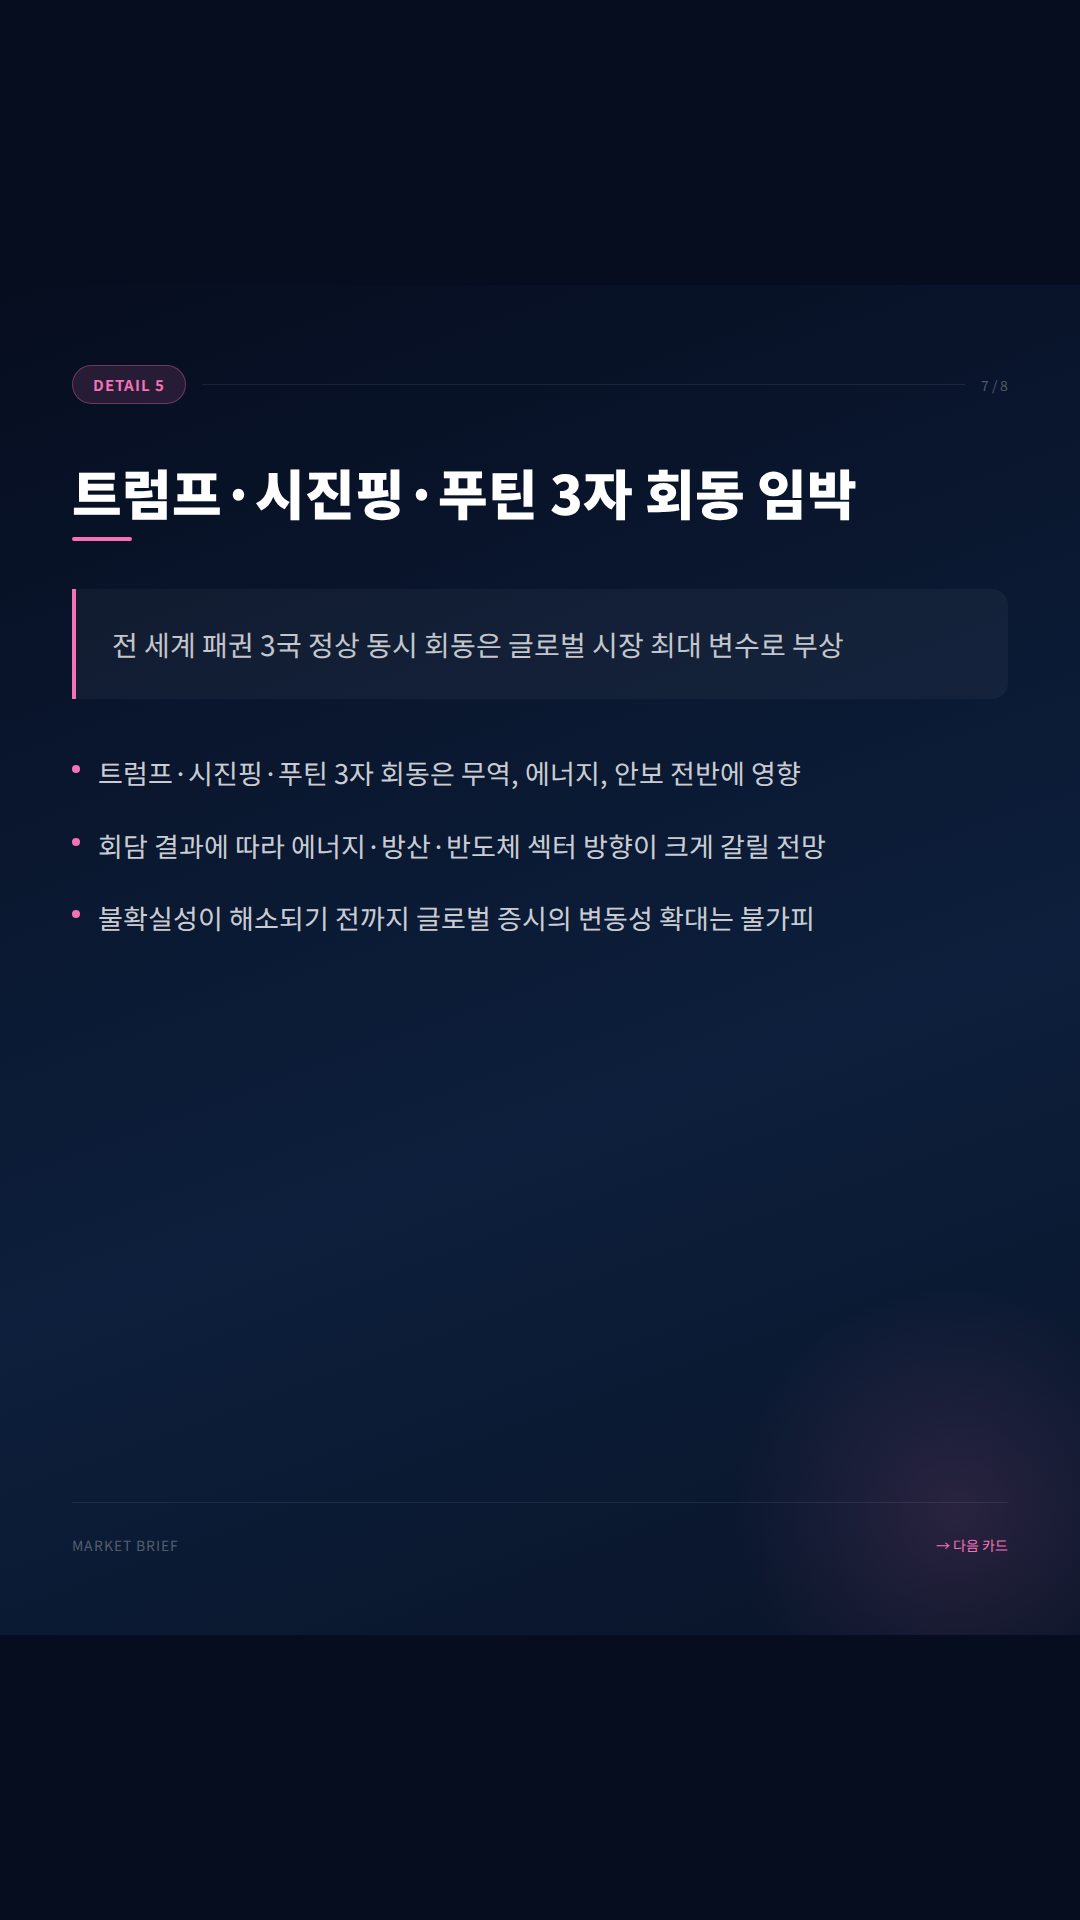 DETAIL 5
7 / 8
트럼프·시진핑·푸틴 3자 회동 임박
전 세계 패권 3국 정상 동시 회동은 글로벌 시장 최대 변수로 부상
• 트럼프·시진핑·푸틴 3자 회동은 무역, 에너지, 안보 전반에 영향
• 회담 결과에 따라 에너지·방산·반도체 섹터 방향이 크게 갈릴 전망
• 불확실성이 해소되기 전까지 글로벌 증시의 변동성 확대는 불가피
MARKET BRIEF
→ 다음 카드